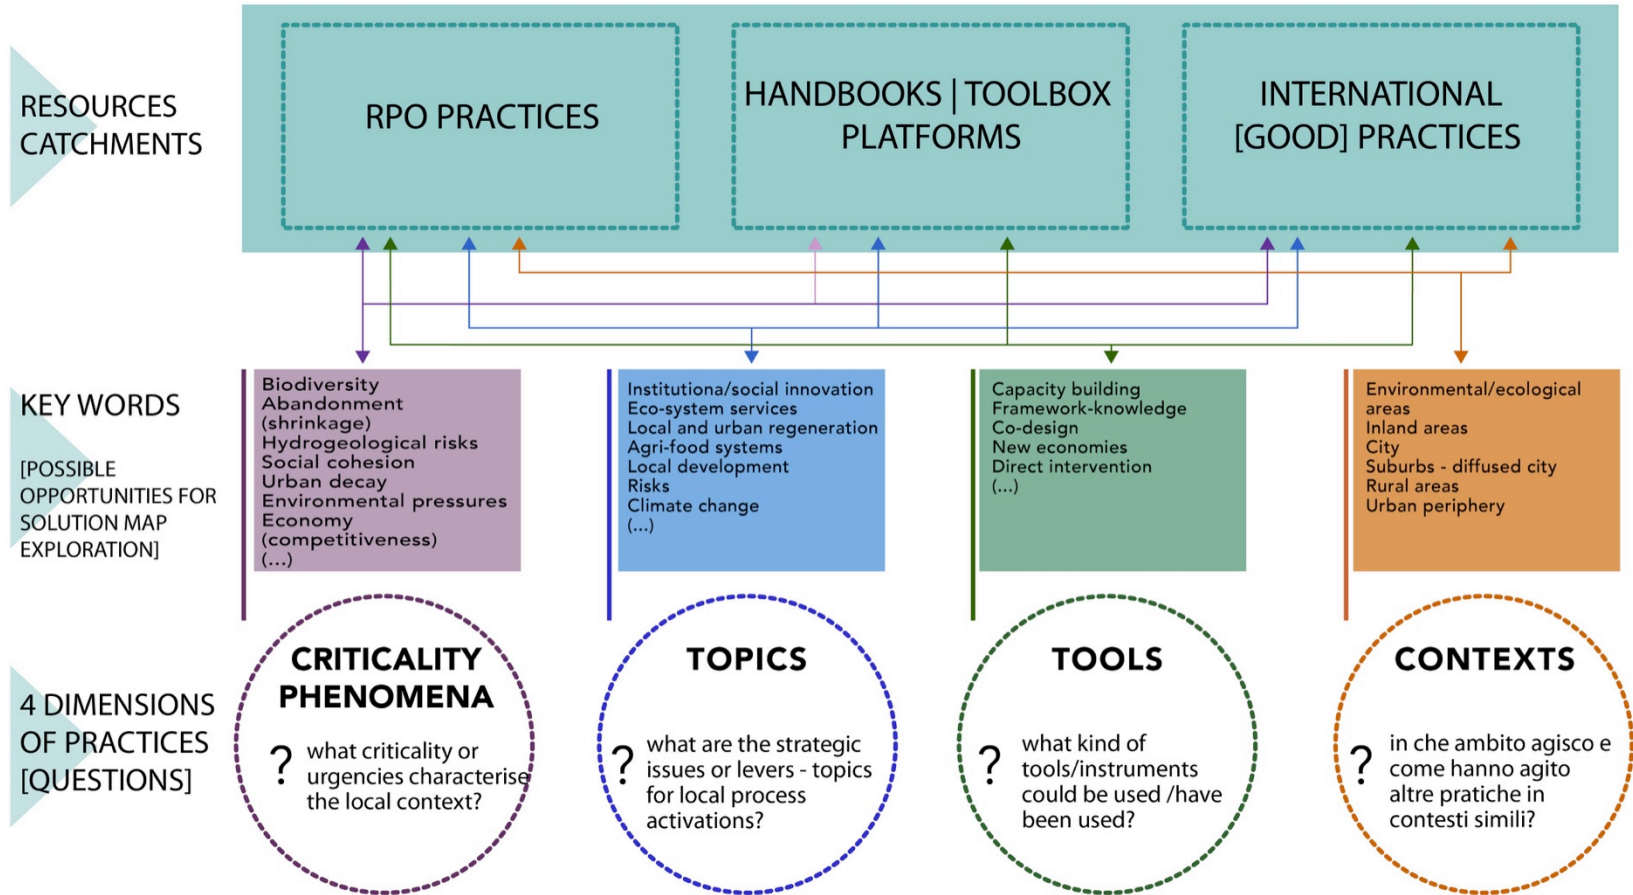 RESOURCES
CATCHMENTS
RPO PRACTICES
HANDBOOKS | TOOLBOX
PLATFORMS
INTERNATIONAL
[GOOD] PRACTICES
KEY WORDS
[POSSIBLE
OPPORTUNITIES FOR
SOLUTION MAP
EXPLORATION]
Biodiversity
Abandonment
(shrinkage)
Hydrogeological risks
Social cohesion
Urban decay
Environmental pressures
Economy
(competitiveness)
(...)
Institutiona/social innovation
Eco-system services
Local and urban regeneration
Agri-food systems
Local development
Risks
Climate change
(...)
Capacity building
Framework-knowledge
Co-design
New economies
Direct intervention
(...)
Environmental/ecological
areas
Inland areas
City
Suburbs - diffused city
Rural areas
Urban periphery
4 DIMENSIONS
OF PRACTICES
[QUESTIONS]
CRITICALITY
PHENOMENA
? what criticality or
urgencies characterise
the local context?
TOPICS
? what are the strategic
issues or levers - topics
for local process
activations?
TOOLS
? what kind of
tools/instruments
could be used /have
been used?
CONTEXTS
? in che ambito agisco e
come hanno agito
altre pratiche in
contesti simili?